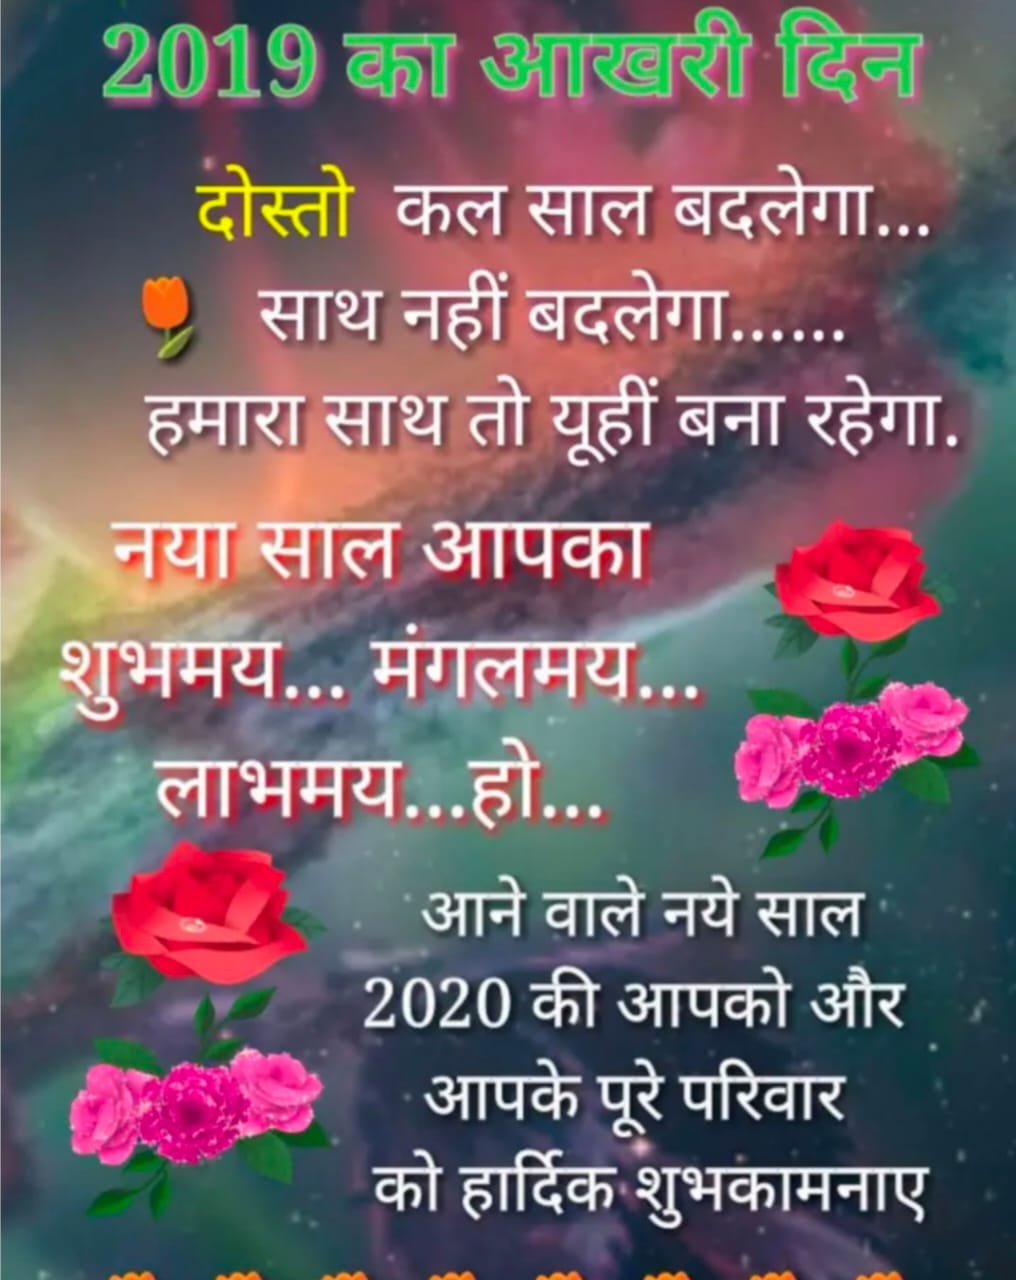 2019 का आखरी दिन
दोस्तो कल साल बदलेगा...
साथ नहीं बदलेगा......
हमारा साथ तो यूहीं बना रहेगा.
नया साल आपका
शुभमय... मंगलमय...
लाभमय...हो...
आने वाले नये साल
2020 की आपको और
आपके पूरे परिवार
को हार्दिक शुभकामनाए